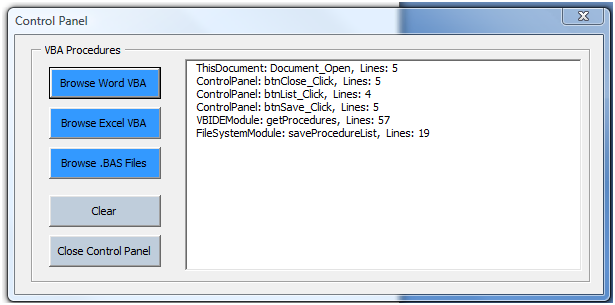 Control Panel
VBA Procedures
Browse Word VBA
Browse Excel VBA
Browse .BAS Files
Clear
Close Control Panel
ThisDocument: Document_Open, Lines: 5
ControlPanel: btnClose_Click, Lines: 5
ControlPanel: btnList_Click, Lines: 4
ControlPanel: btnSave_Click, Lines: 5
VBIDEModule: getProcedures, Lines: 57
FileSystemModule: saveProcedureList, Lines: 19